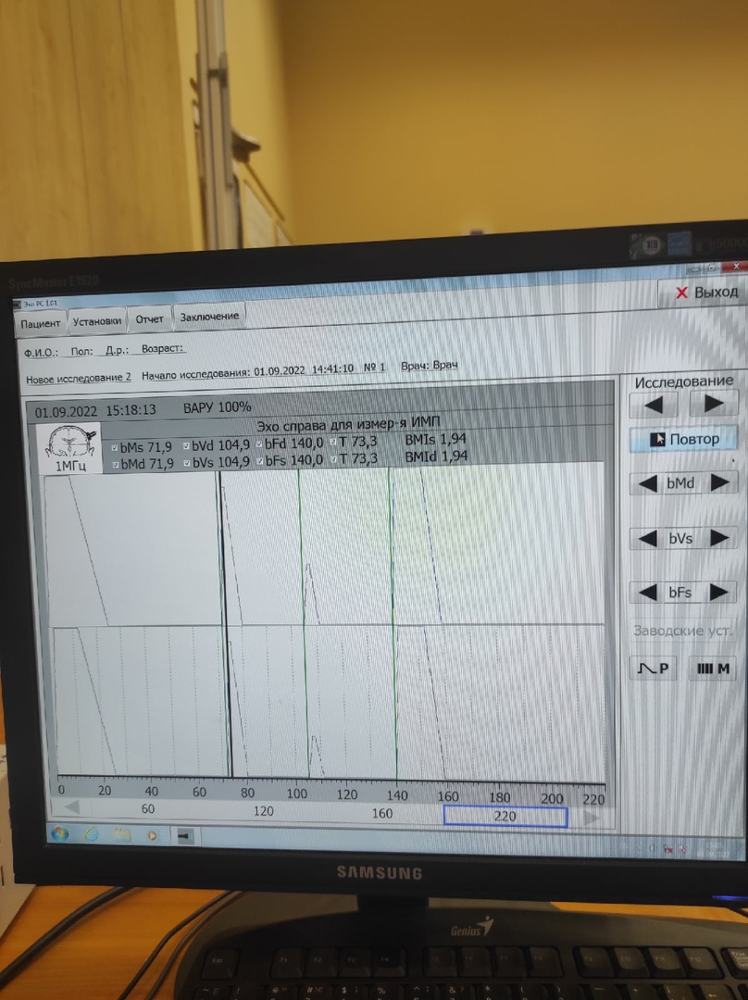 SyncMaster E1920
Эхо РС 1.01
Выход
Пациент Установки Отчет Заключение
Ф.И.О.: Пол: Д.р.: Возраст:
Новое исследование 2 Начало исследования: 01.09.2022 14:41:10 № 1 Врач: Врач
Исследование
01.09.2022 15:18:13 ВАРУ 100%
Эхо справа для измер-я ИМП
bMs 71,9 bVd 104,9 bFd 140,0 T 73,3 BMIs 1,94
bMd 71,9 bVs 104,9 bFs 140,0 T 73,3 BMId 1,94
1МГц
Повтор
bMd
bVs
bFs
Заводские уст.
P M
0 20 40 60 80 100 120 140 160 180 200 220
60 120 160 220
SAMSUNG
Genius